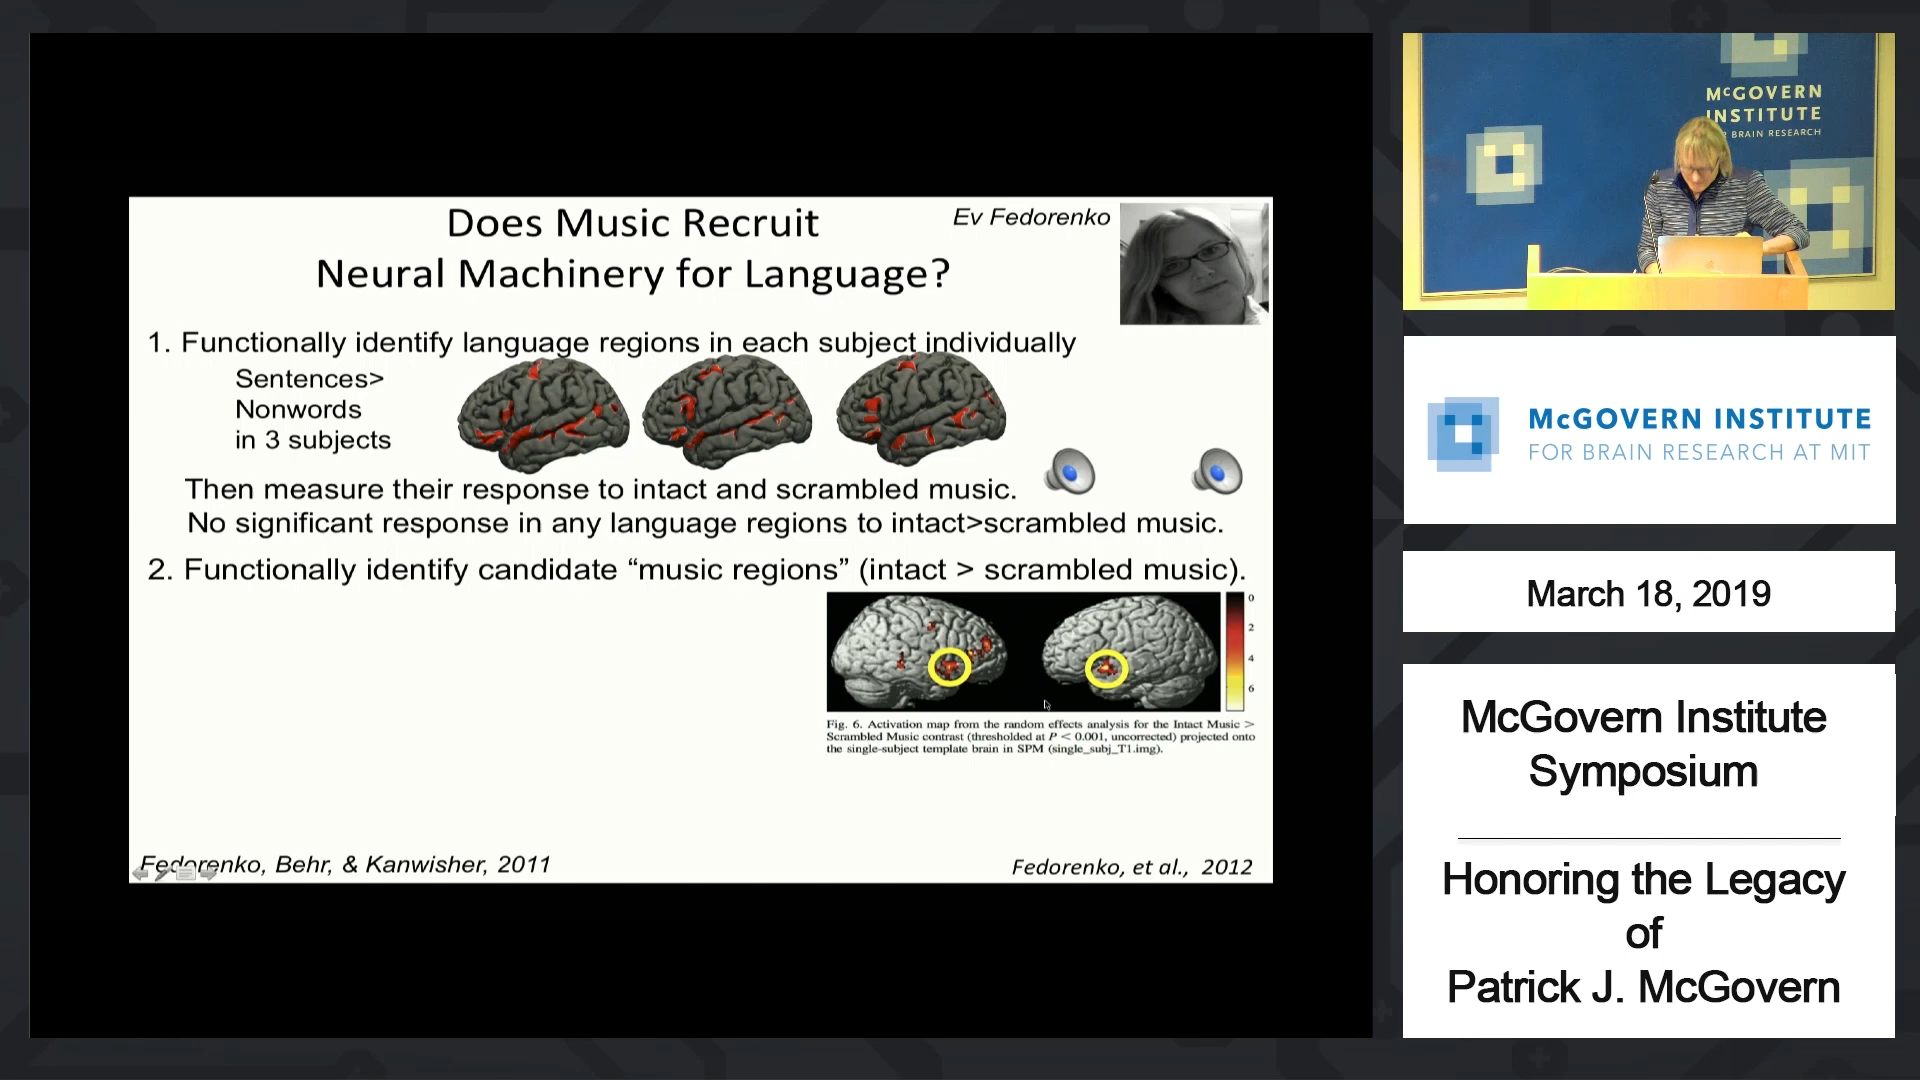 Does Music Recruit
Neural Machinery for Language?
Ev Fedorenko
1. Functionally identify language regions in each subject individually
Sentences>
Nonwords
in 3 subjects
Then measure their response to intact and scrambled music.
No significant response in any language regions to intact>scrambled music.
2. Functionally identify candidate “music regions” (intact > scrambled music).
0
2
4
6
Fig. 6. Activation map from the random effects analysis for the Intact Music >
Scrambled Music contrast (thresholded at P < 0.001, uncorrected) projected onto
the single-subject template brain in SPM (single_subj_T1.img).
Fedorenko, Behr, & Kanwisher, 2011
Fedorenko, et al., 2012
McGOVERN
INSTITUTE
BRAIN RESEARCH
McGOVERN INSTITUTE
FOR BRAIN RESEARCH AT MIT
March 18, 2019
McGovern Institute
Symposium
Honoring the Legacy
of
Patrick J. McGovern